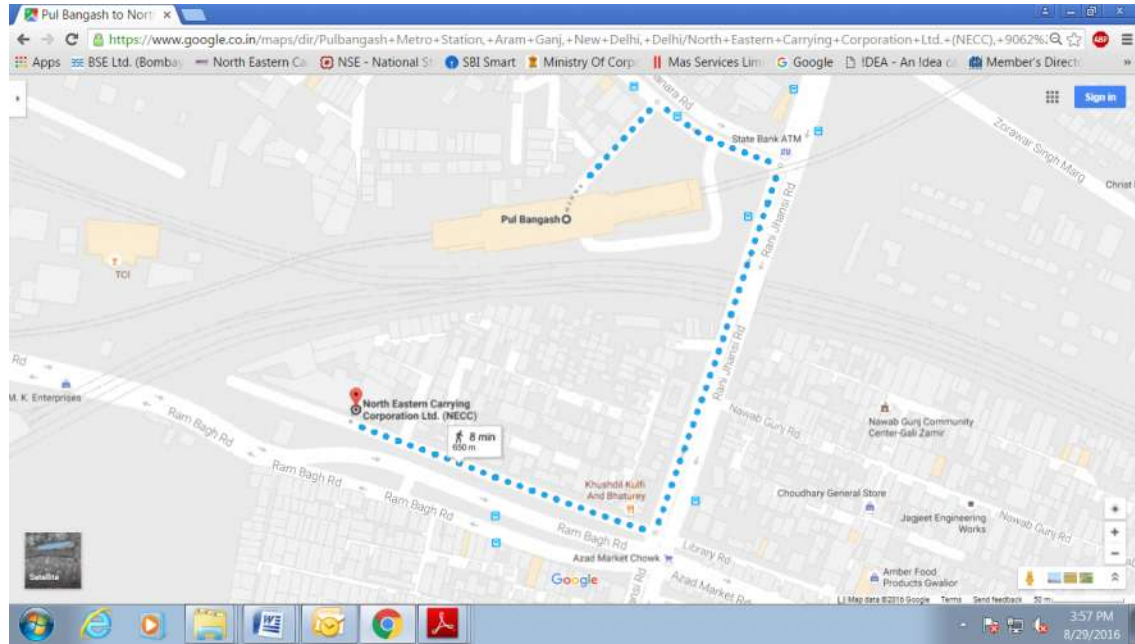 Pul Bangash to Nort
https://www.google.co.in/maps/dir/Pulbangash+Metro+Station,+Aram+Ganj,+New+Delhi,+Delhi/North+Eastern+Carrying+Corporation+Ltd.+(NECC),+9062%
Apps
BSE Ltd. (Bombay
North Eastern Ca
NSE - National S
SBI Smart
Ministry Of Corp
Mas Services Lim
Google
IDEA - An Idea c
Member's Direct
Sign in
State Bank ATM
Zorawar Singh Marg
Christ
Pul Bangash
Rani Jhansi Rd
TCI
Rani Jhansi Rd
Rd
M. K. Enterprises
Ram Bagh Rd
North Eastern Carrying
Corporation Ltd. (NECC)
8 min
650 m
Nawab Gunj Rd
Nawab Gunj Community
Center-Gali Zamir
Ram Bagh Rd
Khushdil Kulfi
And Bhaturey
Choudhary General Store
Ram Bagh Rd
Jagjeet Engineering
Works
Nawab Gunj Rd
Ram Bagh Rd
Library Rd
Azad Market Chowk
Azad Market Rd
Amber Food
Products Gwalior
Satellite
Google
Map data ©2016 Google
Terms
Send feedback
50 m
3:57 PM
8/29/2016